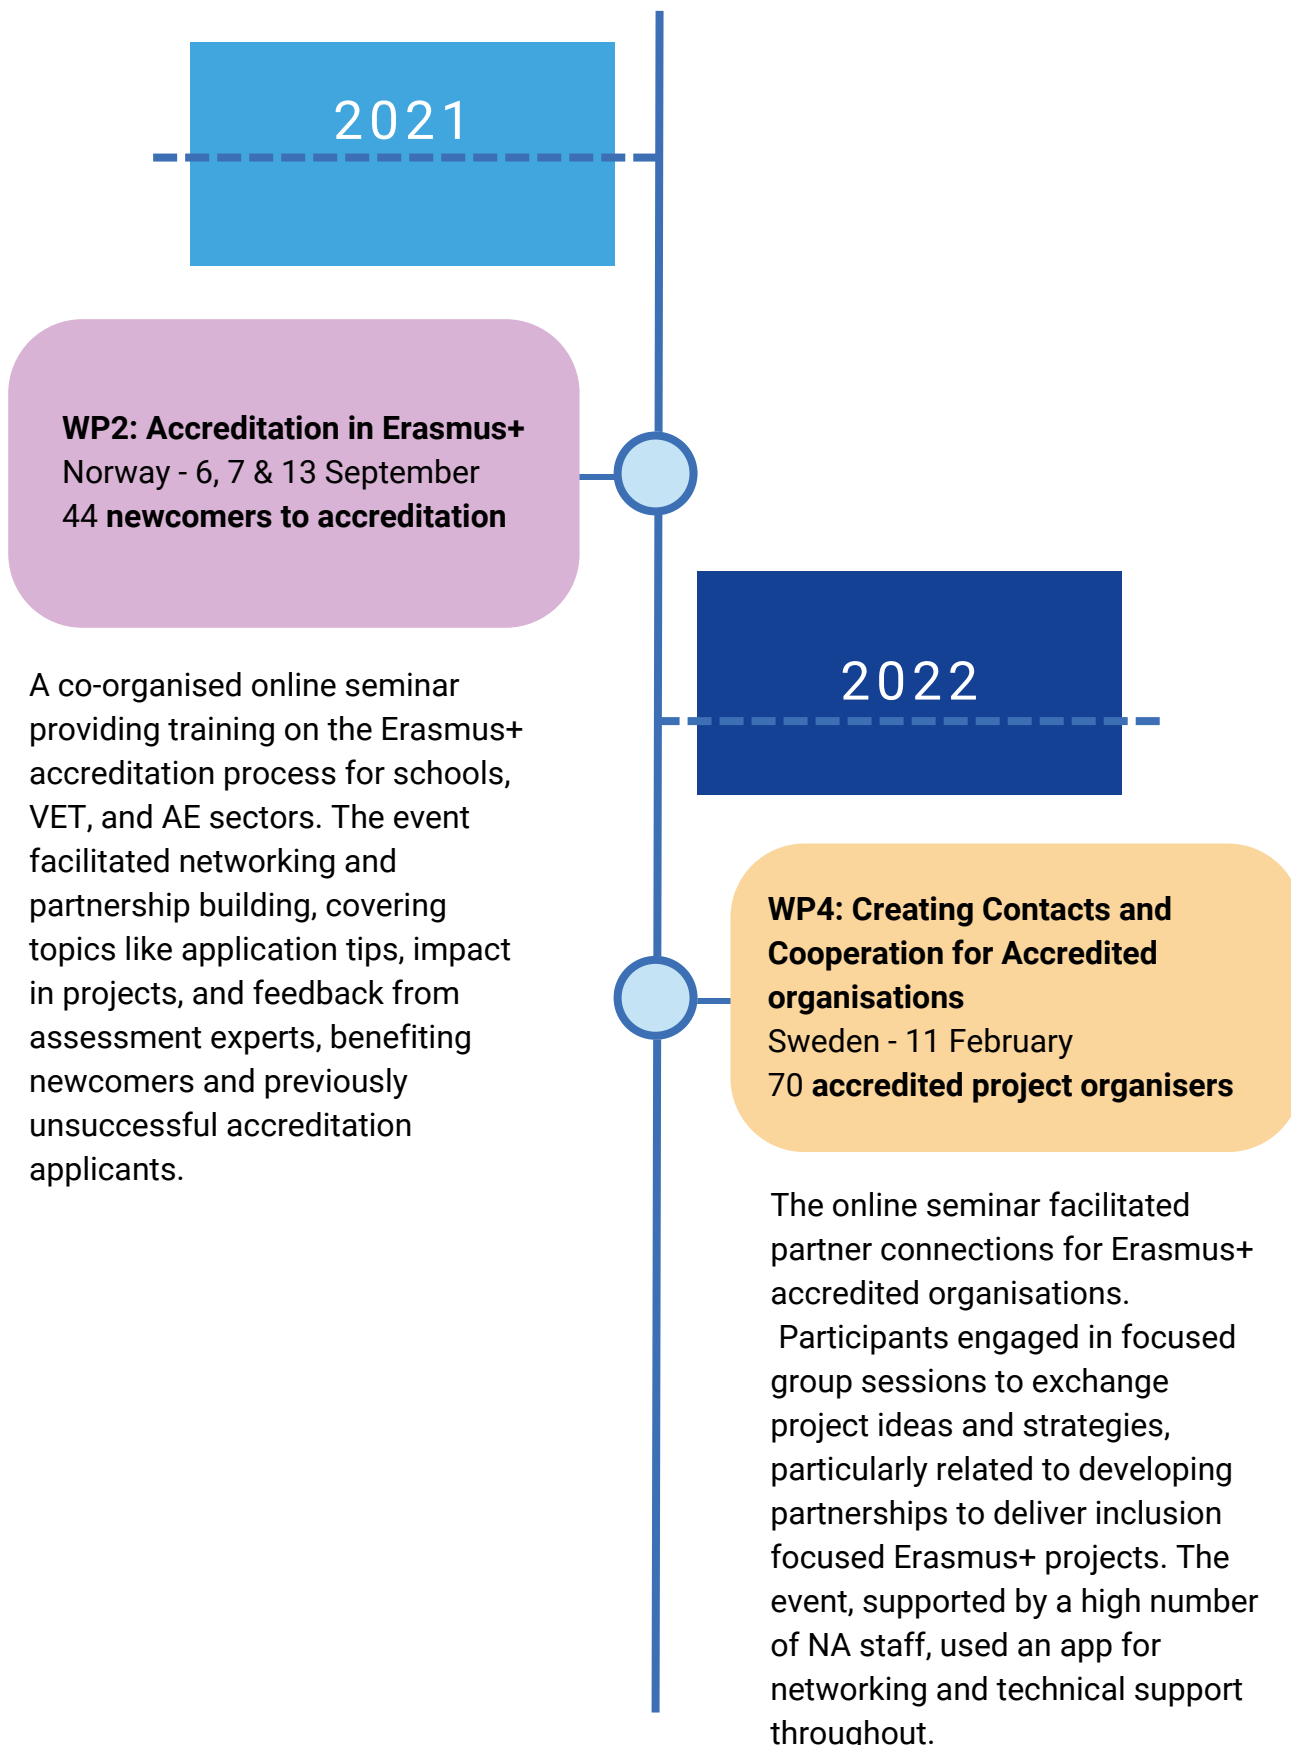 2021
WP2: Accreditation in Erasmus+
Norway - 6, 7 & 13 September
44 newcomers to accreditation
A co-organised online seminar
providing training on the Erasmus+
accreditation process for schools,
VET, and AE sectors. The event
facilitated networking and
partnership building, covering
topics like application tips, impact
in projects, and feedback from
assessment experts, benefiting
newcomers and previously
unsuccessful accreditation
applicants.
2022
WP4: Creating Contacts and
Cooperation for Accredited
organisations
Sweden - 11 February
70 accredited project organisers
The online seminar facilitated
partner connections for Erasmus+
accredited organisations.
Participants engaged in focused
group sessions to exchange
project ideas and strategies,
particularly related to developing
partnerships to deliver inclusion
focused Erasmus+ projects. The
event, supported by a high number
of NA staff, used an app for
networking and technical support
throughout.